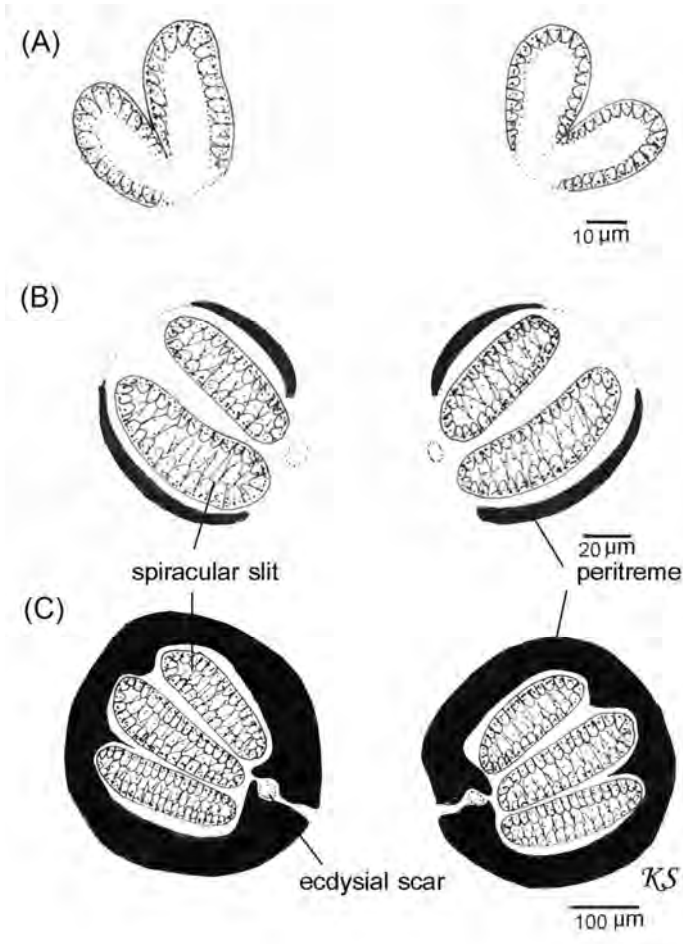 (A)
10 µm
(B)
20 µm
spiracular slit
peritreme
(C)
ecdysial scar
KS
100 µm